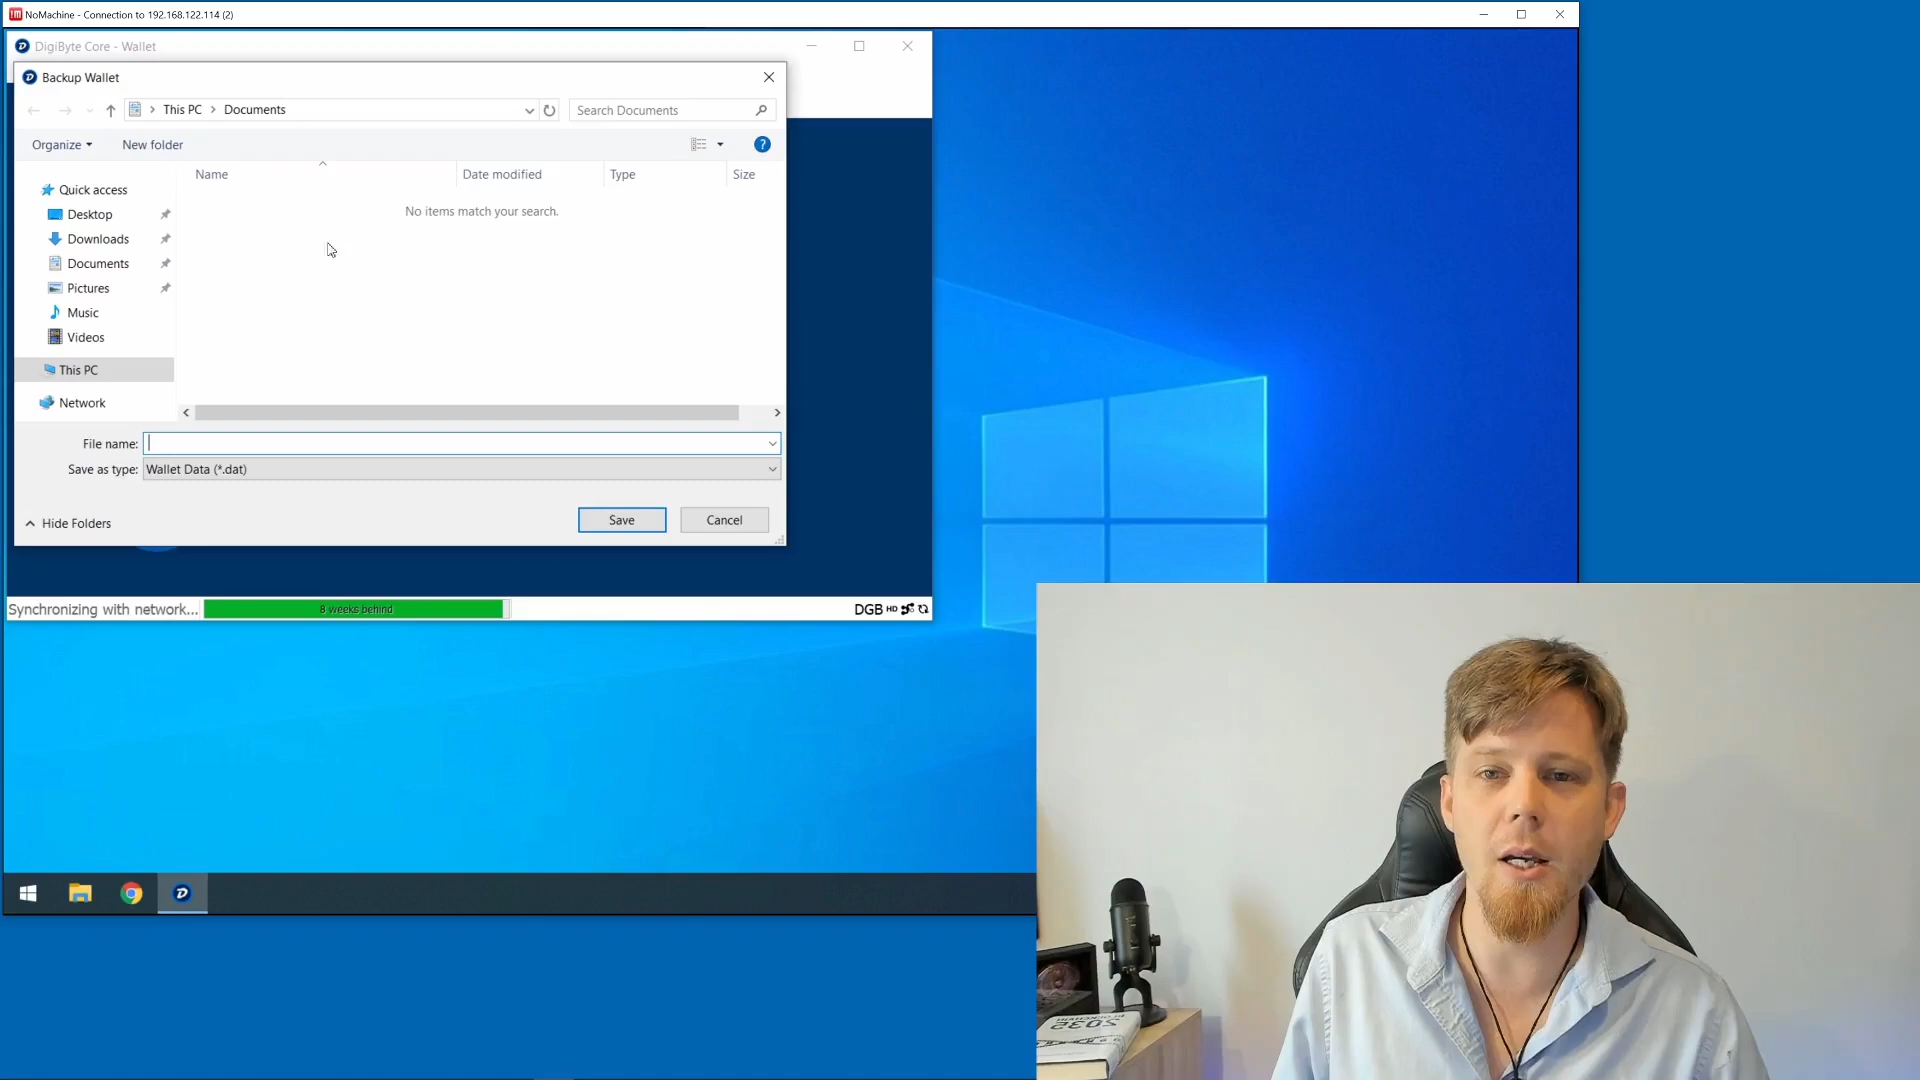 NoMachine - Connection to 192.168.122.114 (2)
DigiByte Core - Wallet
Backup Wallet
This PC
Documents
Search Documents
Organize
New folder
?
Name
Date modified
Type
Size
No items match your search.
Quick access
Desktop
Downloads
Documents
Pictures
Music
Videos
This PC
Network
File name:
Save as type:
Wallet Data (*.dat)
Hide Folders
Save
Cancel
Synchronizing with network...
8 weeks behind
DGB
HD
2035